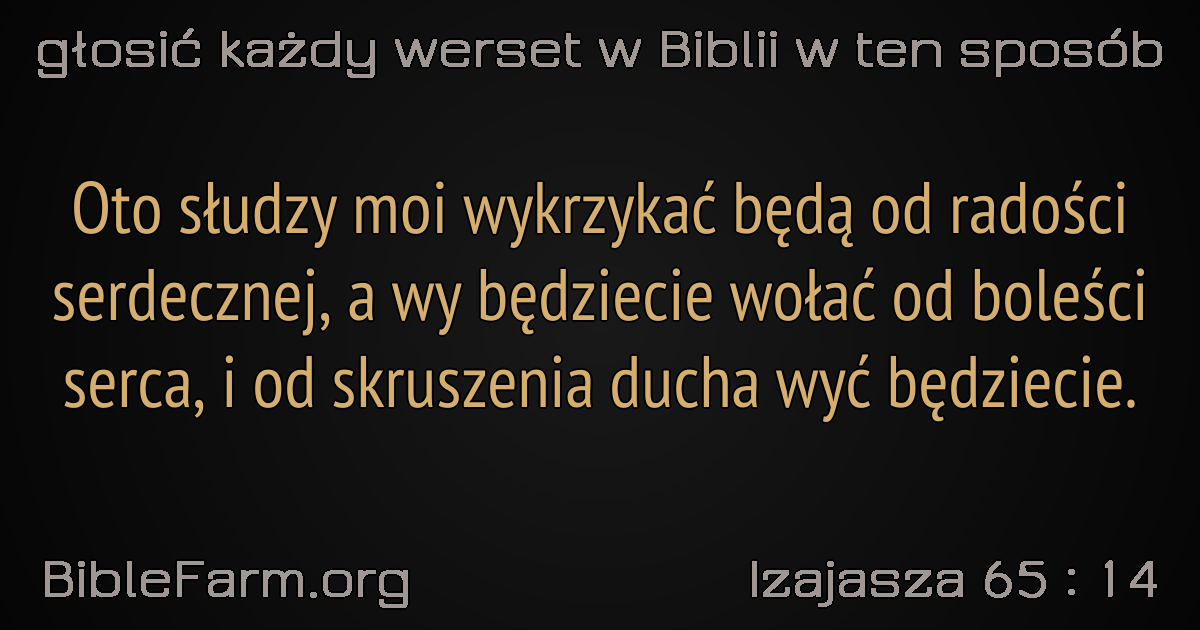 głosić każdy werset w Biblii w ten sposób
Oto słudzy moi wykrzykać będą od radości
serdecznej, a wy będziecie wołać od boleści
serca, i od skruszenia ducha wyć będziecie.
BibleFarm.org
Izajasza 65 : 14